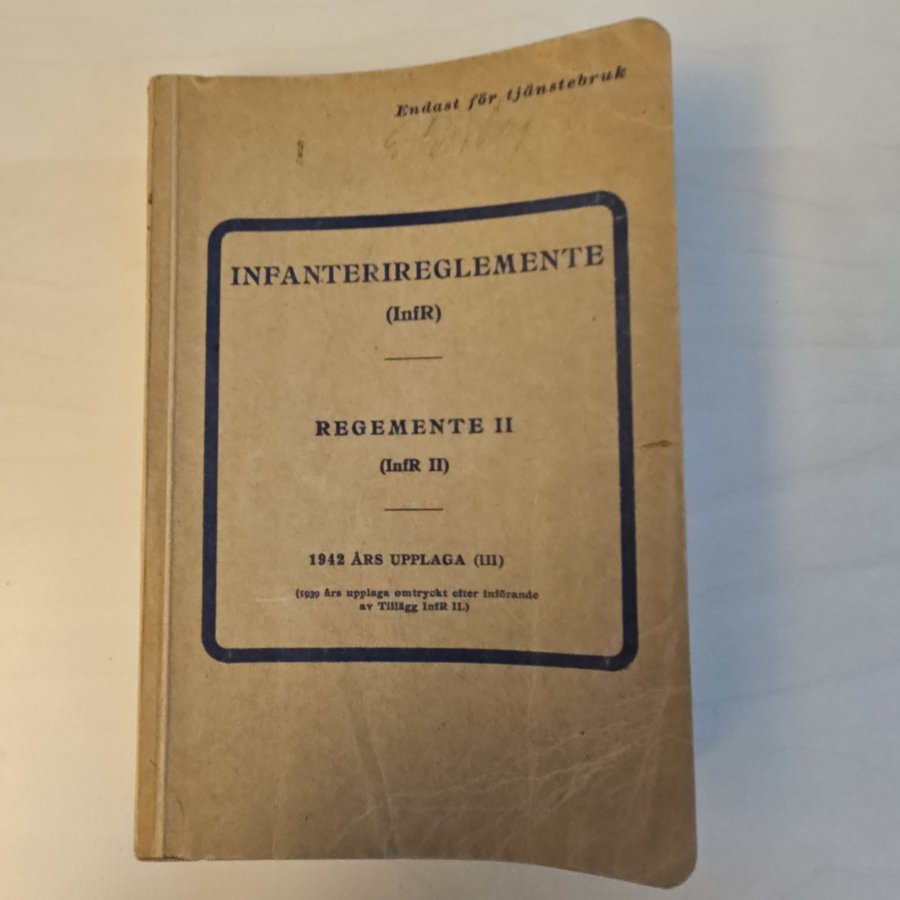 Endast för tjänstebruk
INFANTERIREGLEMENTE
(InfR)
REGEMENTE II
(InfR II)
1942 ÅRS UPPLAGA (III)
(1939 års upplaga omtryckt efter införande
av Tillägg InfR II.)